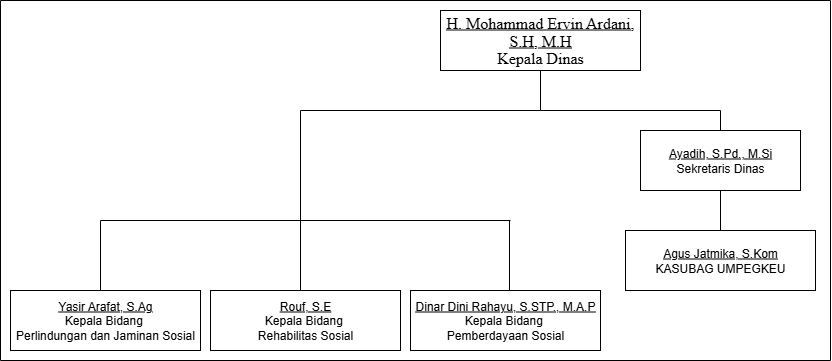 H. Mohammad Ervin Ardani,
S.H, M.H
Kepala Dinas
Ayadih, S.Pd., M.Si
Sekretaris Dinas
Agus Jatmika, S.Kom
KASUBAG UMPEGKEU
Yasir Arafat, S.Ag
Kepala Bidang
Perlindungan dan Jaminan Sosial
Rouf, S.E
Kepala Bidang
Rehabilitas Sosial
Dinar Dini Rahayu, S.STP., M.A.P
Kepala Bidang
Pemberdayaan Sosial